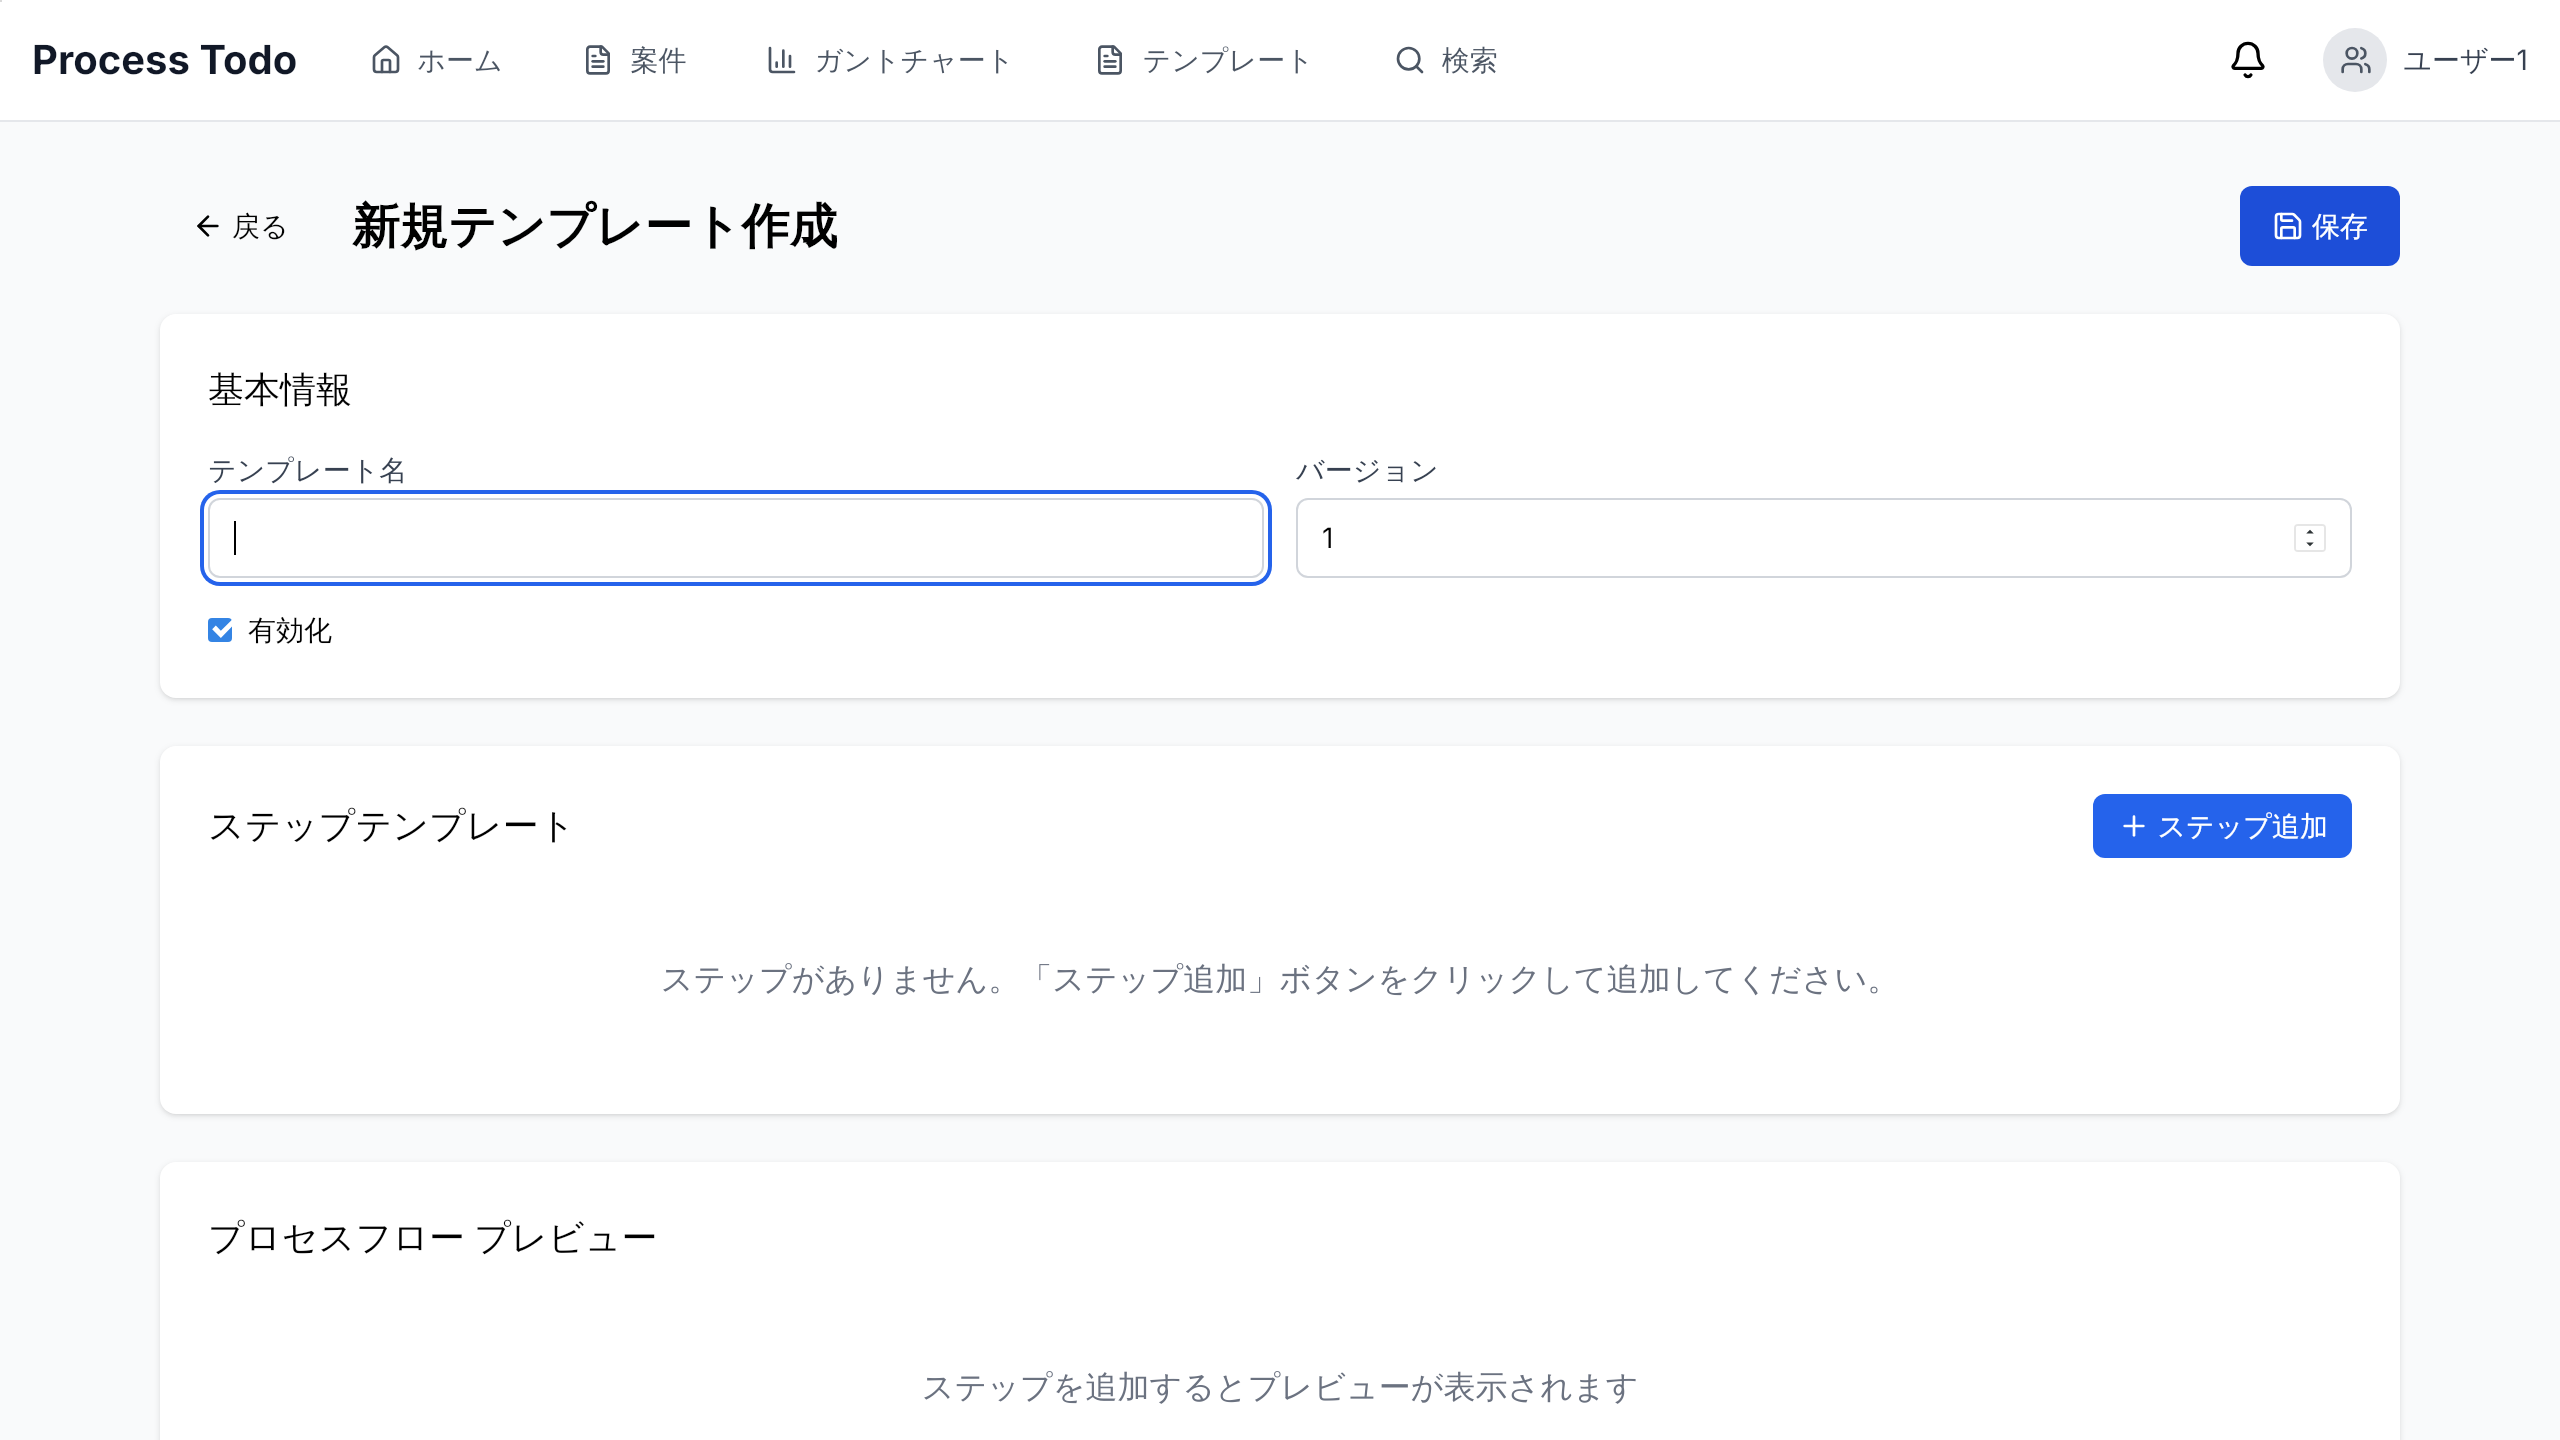 Process Todo ホーム 案件 ガントチャート テンプレート 検索 ユーザー1
戻る 新規テンプレート作成 保存
基本情報
テンプレート名 バージョン
1
有効化
ステップテンプレート ステップ追加
ステップがありません。「ステップ追加」ボタンをクリックして追加してください。
プロセスフロー プレビュー
ステップを追加するとプレビューが表示されます